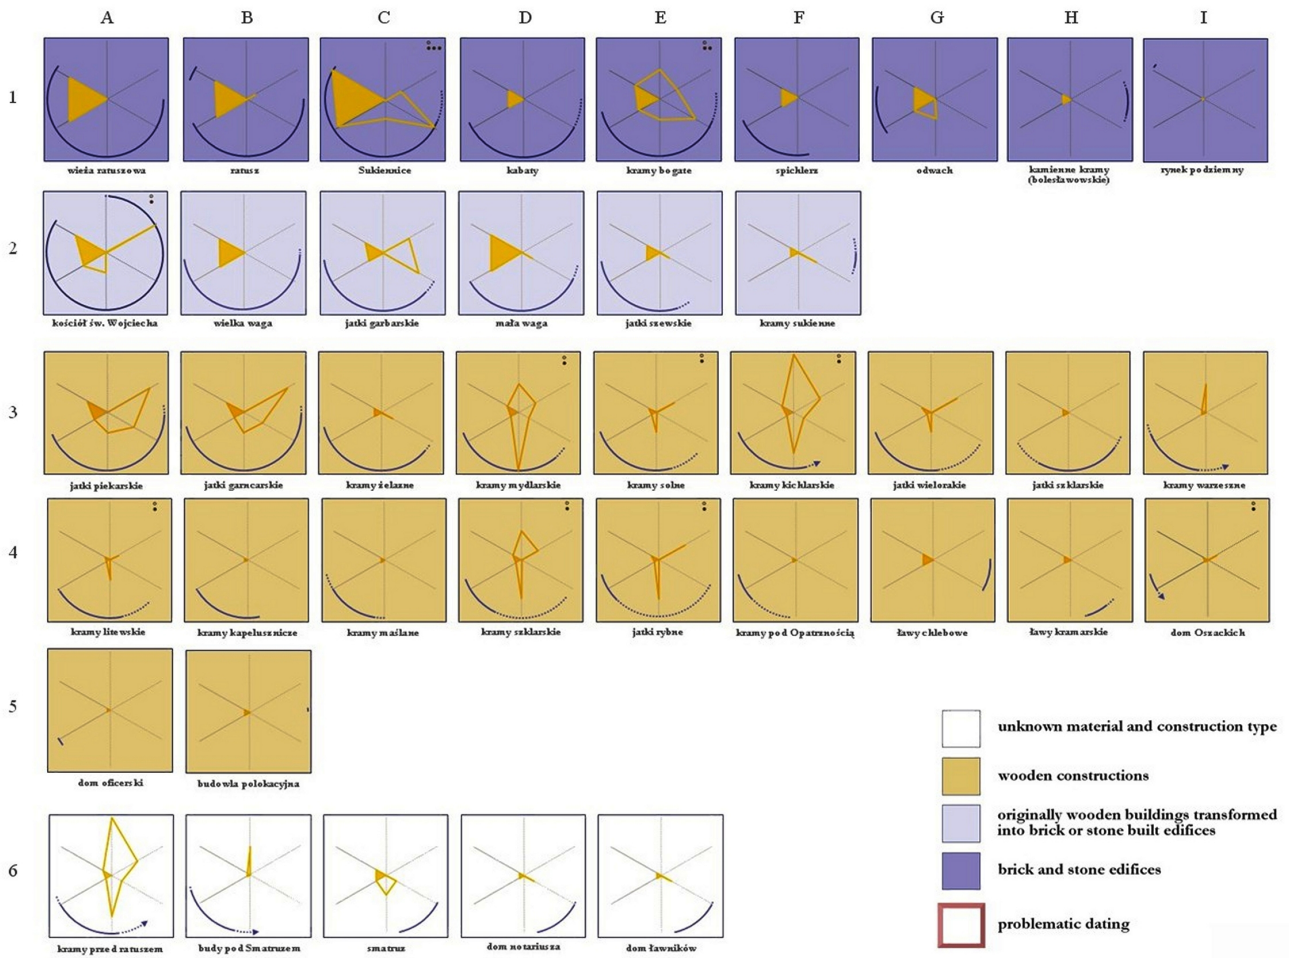 A B C D E F G H I
1
wieża ratuszowa ratusz Sukiennice kabaty kramy bogate spichlerz odwach kamienne kramy (bolesławowskie) rynek podziemny
2
kościół św. Wojciecha wielka waga jatki garbarskie mała waga jatki szewskie kramy sukienne
3
jatki piekarskie jatki garncarskie kramy żelazne kramy mydlarskie kramy solne kramy kichlarskie jatki wielorakie jatki szklarskie kramy warzeszne
4
kramy litewskie kramy kapelusznicze kramy maślane kramy szklarskie jatki rybne kramy pod Opatrznością ławy chlebowe ławy kramarskie dom Oszackich
5
dom oficerski budowla polokacyjna
6
kramy przed ratuszem budy pod Smatruzem smatruz dom notariusza dom ławników
unknown material and construction type
wooden constructions
originally wooden buildings transformed
into brick or stone built edifices
brick and stone edifices
problematic dating